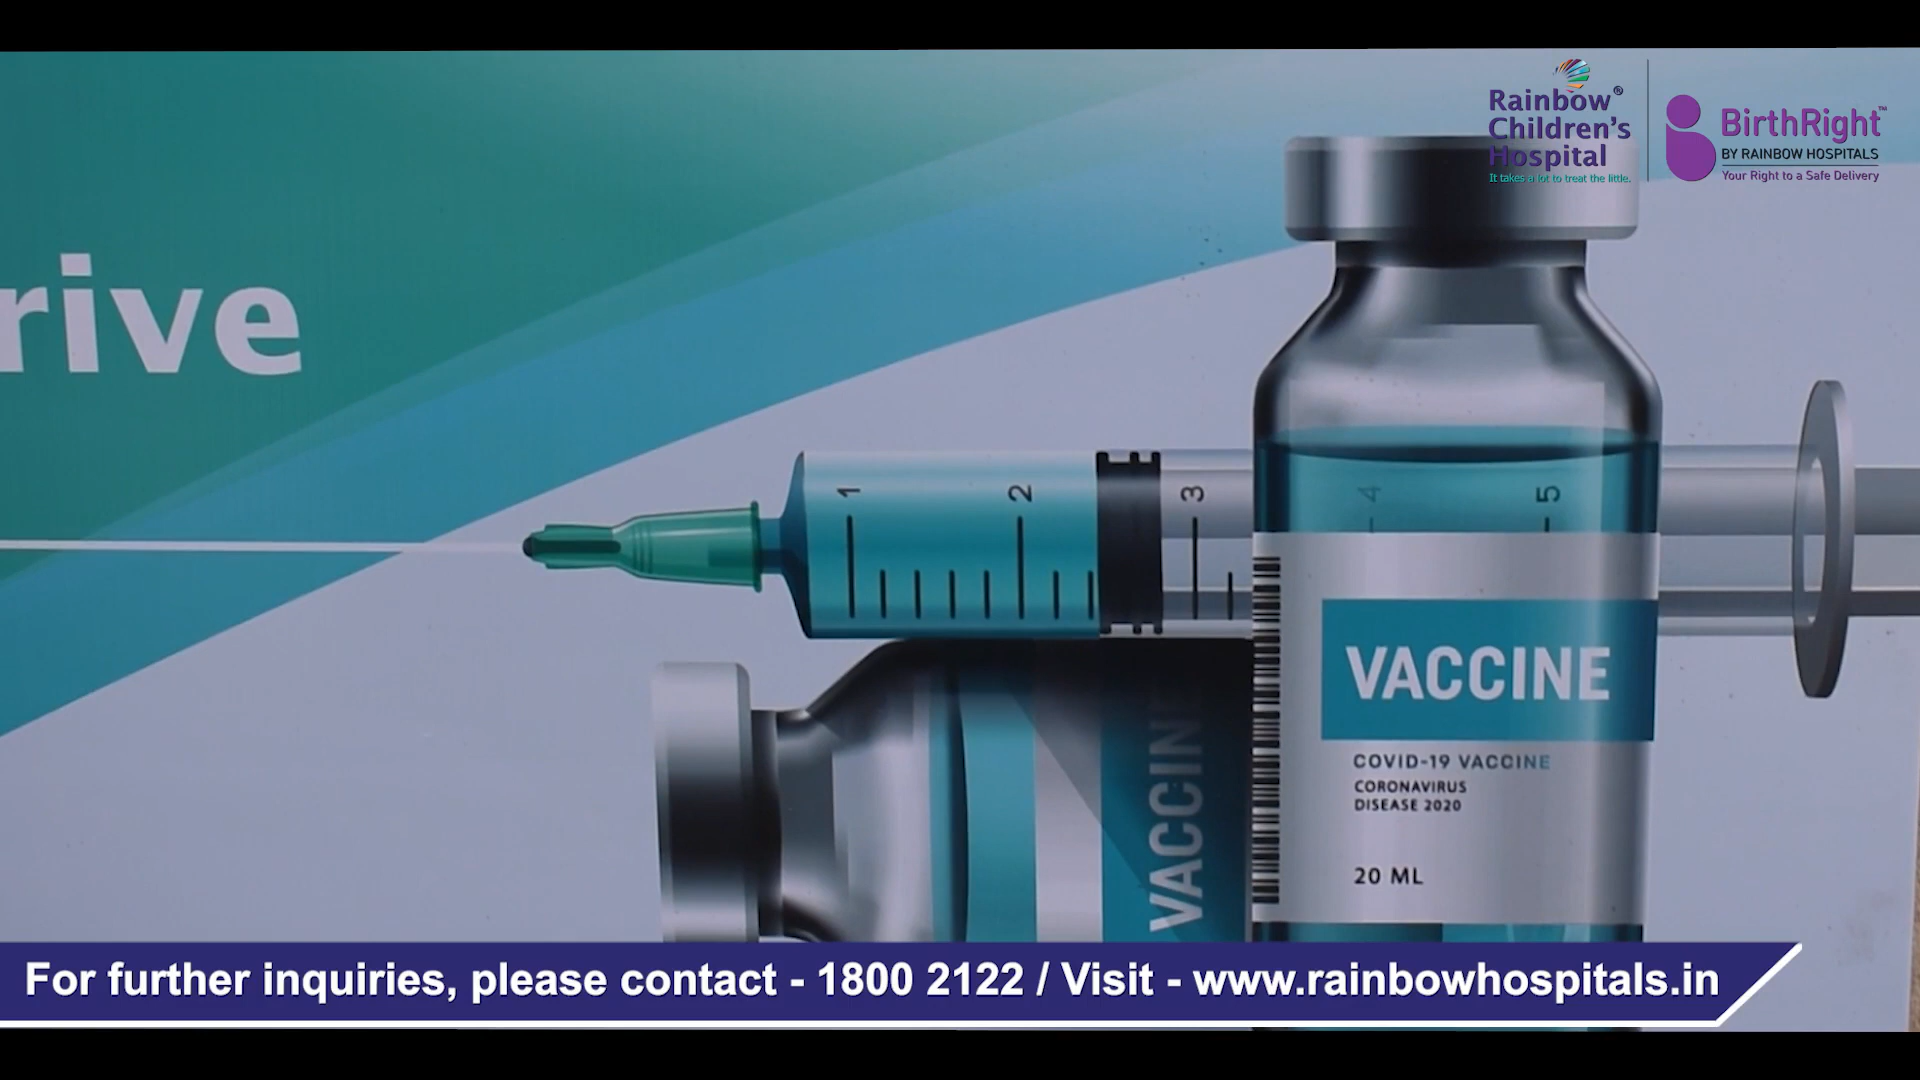 Rainbow®
Children's
Hospital
It takes a lot to treat the little.
BirthRight™
BY RAINBOW HOSPITALS
Your Right to a Safe Delivery
rive
1 2 3 4 5
VACCINE
COVID-19 VACCINE
CORONAVIRUS
DISEASE 2020
20 ML
VACCINE
For further inquiries, please contact - 1800 2122 / Visit - www.rainbowhospitals.in